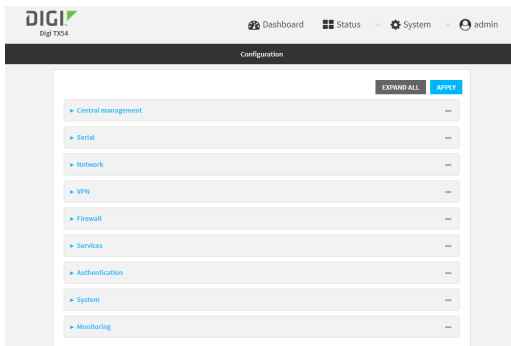 DIGI
Digi TX54
Dashboard Status System admin
Configuration
EXPAND ALL APPLY
Central management
Serial
Network
VPN
Firewall
Services
Authentication
System
Monitoring